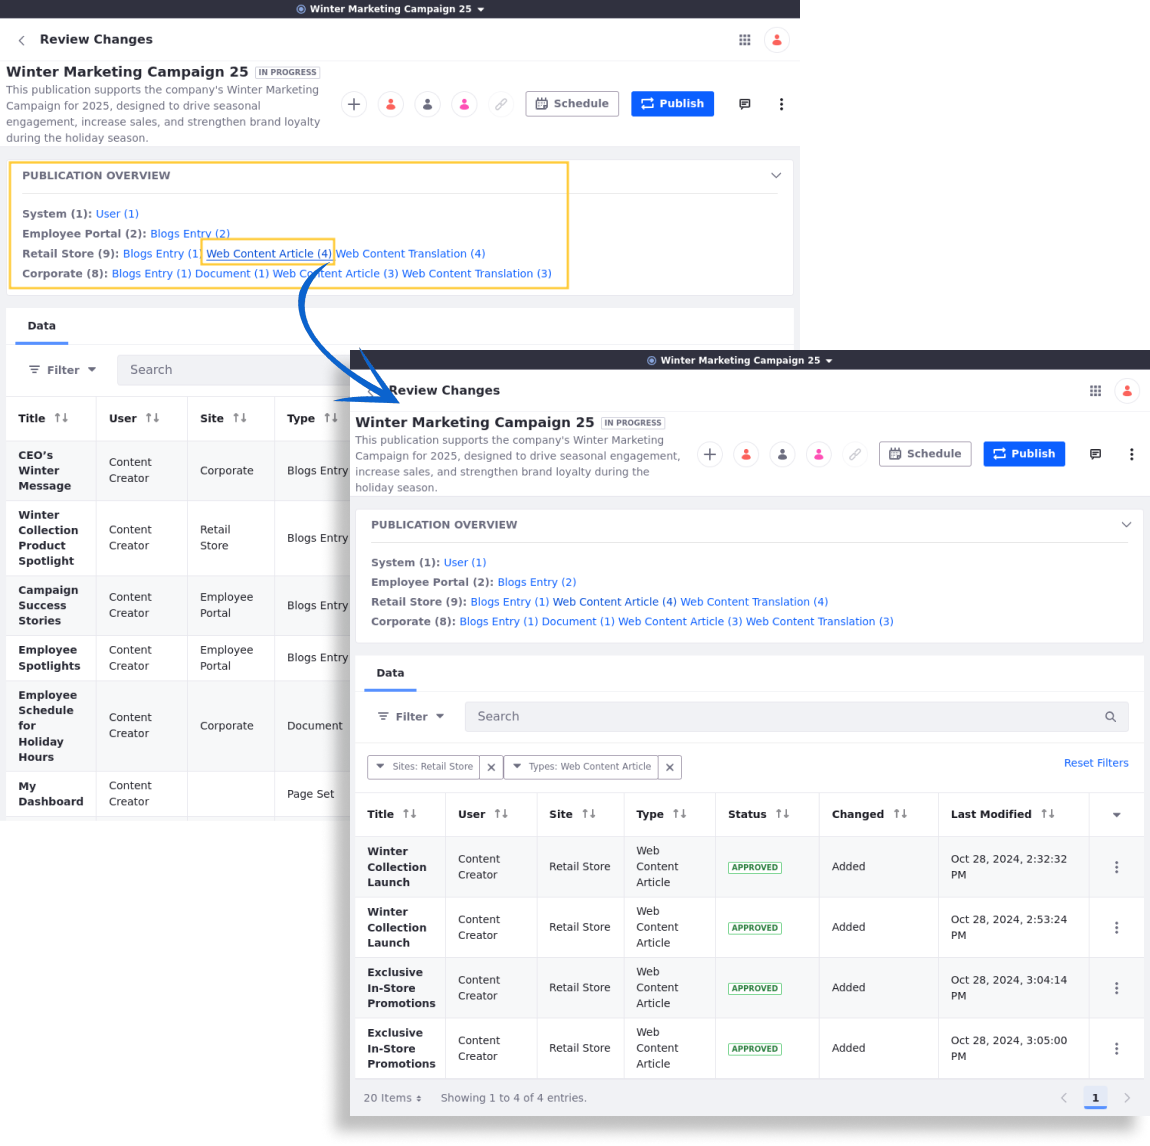 Winter Marketing Campaign 25
Review Changes
Winter Marketing Campaign 25 IN PROGRESS
This publication supports the company's Winter Marketing
Campaign for 2025, designed to drive seasonal
engagement, increase sales, and strengthen brand loyalty
during the holiday season.
Schedule
Publish
PUBLICATION OVERVIEW
System (1): User (1)
Employee Portal (2): Blogs Entry (2)
Retail Store (9): Blogs Entry (1) Web Content Article (4) Web Content Translation (4)
Corporate (8): Blogs Entry (1) Document (1) Web Content Article (3) Web Content Translation (3)
Data
Filter
Search
Title User Site Type
CEO’s
Winter
Message
Content
Creator
Corporate
Blogs Entry
Winter
Collection
Product
Spotlight
Content
Creator
Retail
Store
Blogs Entry
Campaign
Success
Stories
Content
Creator
Employee
Portal
Blogs Entry
Employee
Spotlights
Content
Creator
Employee
Portal
Blogs Entry
Employee
Schedule
for
Holiday
Hours
Content
Creator
Corporate
Document
My
Dashboard
Content
Creator
Page Set
Winter Marketing Campaign 25
Review Changes
Winter Marketing Campaign 25 IN PROGRESS
This publication supports the company's Winter Marketing
Campaign for 2025, designed to drive seasonal engagement,
increase sales, and strengthen brand loyalty during the
holiday season.
Schedule
Publish
PUBLICATION OVERVIEW
System (1): User (1)
Employee Portal (2): Blogs Entry (2)
Retail Store (9): Blogs Entry (1) Web Content Article (4) Web Content Translation (4)
Corporate (8): Blogs Entry (1) Document (1) Web Content Article (3) Web Content Translation (3)
Data
Filter
Search
Sites: Retail Store
Types: Web Content Article
Reset Filters
Title User Site Type Status Changed Last Modified
Winter
Collection
Launch
Content
Creator
Retail Store
Web
Content
Article
APPROVED
Added
Oct 28, 2024, 2:32:32
PM
Winter
Collection
Launch
Content
Creator
Retail Store
Web
Content
Article
APPROVED
Added
Oct 28, 2024, 2:53:24
PM
Exclusive
In-Store
Promotions
Content
Creator
Retail Store
Web
Content
Article
APPROVED
Added
Oct 28, 2024, 3:04:14
PM
Exclusive
In-Store
Promotions
Content
Creator
Retail Store
Web
Content
Article
APPROVED
Added
Oct 28, 2024, 3:05:00
PM
20 Items
Showing 1 to 4 of 4 entries.
1